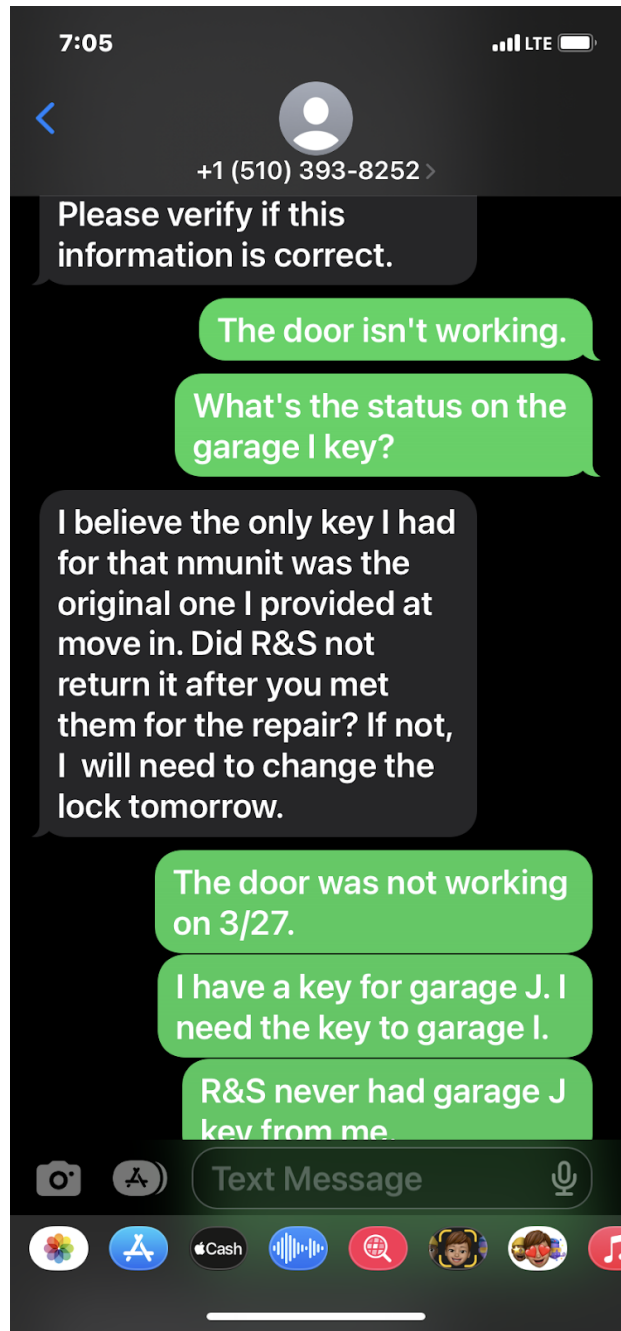 7:05
LTE
+1 (510) 393-8252
Please verify if this
information is correct.
The door isn't working.
What's the status on the
garage I key?
I believe the only key I had
for that nmunit was the
original one I provided at
move in. Did R&S not
return it after you met
them for the repair? If not,
I  will need to change the
lock tomorrow.
The door was not working
on 3/27.
I have a key for garage J. I
need the key to garage I.
R&S never had garage J
key from me.
Text Message
Cash